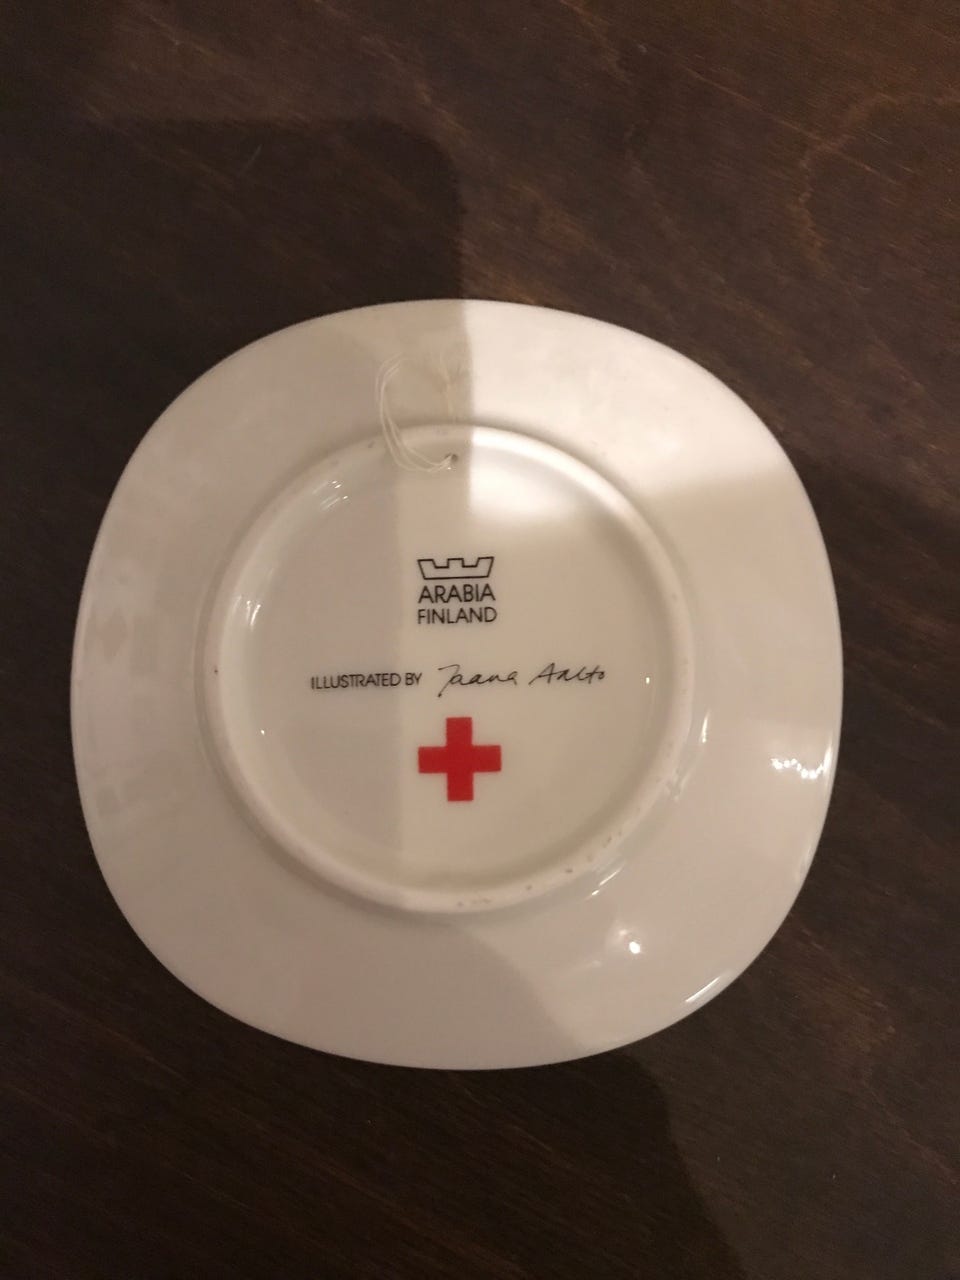 ARABIA
FINLAND
ILLUSTRATED BY Jaana Aalto